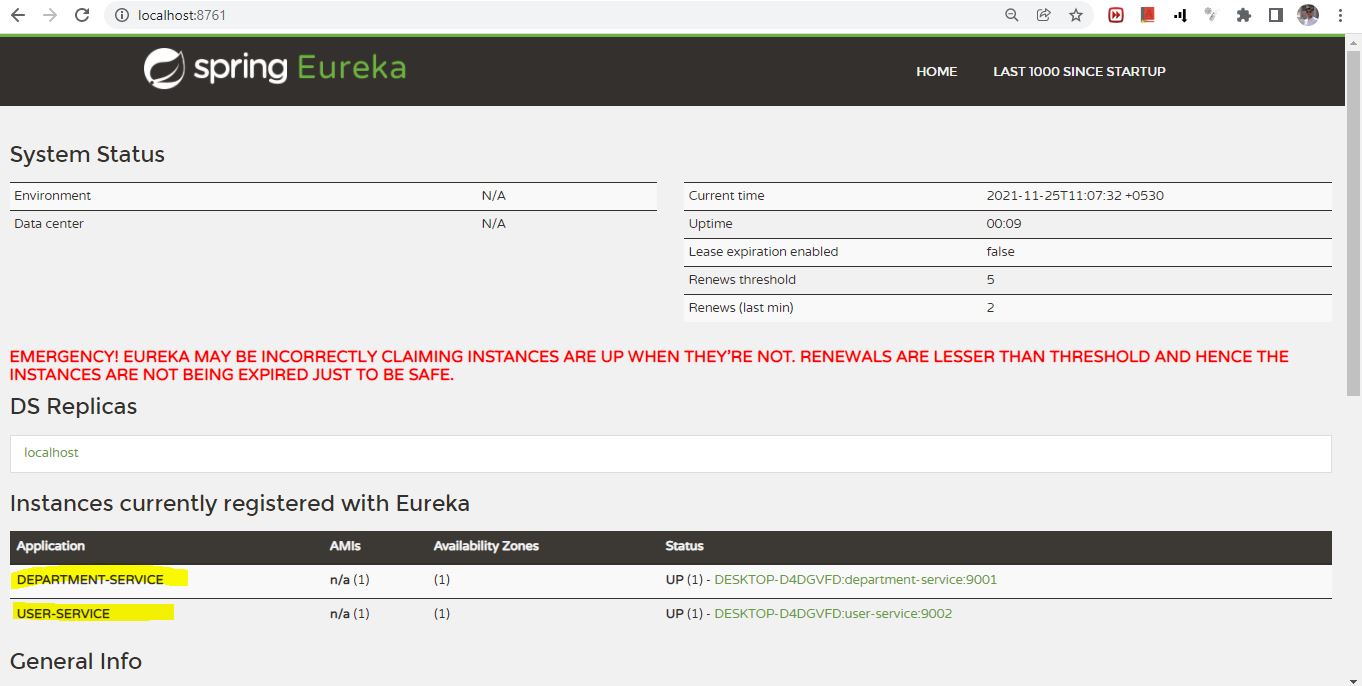 localhost:8761
spring Eureka
HOME LAST 1000 SINCE STARTUP
System Status
Environment N/A
Data center N/A
Current time 2021-11-25T11:07:32 +0530
Uptime 00:09
Lease expiration enabled false
Renews threshold 5
Renews (last min) 2
EMERGENCY! EUREKA MAY BE INCORRECTLY CLAIMING INSTANCES ARE UP WHEN THEY'RE NOT. RENEWALS ARE LESSER THAN THRESHOLD AND HENCE THE
INSTANCES ARE NOT BEING EXPIRED JUST TO BE SAFE.
DS Replicas
localhost
Instances currently registered with Eureka
Application AMIs Availability Zones Status
DEPARTMENT-SERVICE n/a (1) (1) UP (1) - DESKTOP-D4DGVFD:department-service:9001
USER-SERVICE n/a (1) (1) UP (1) - DESKTOP-D4DGVFD:user-service:9002
General Info